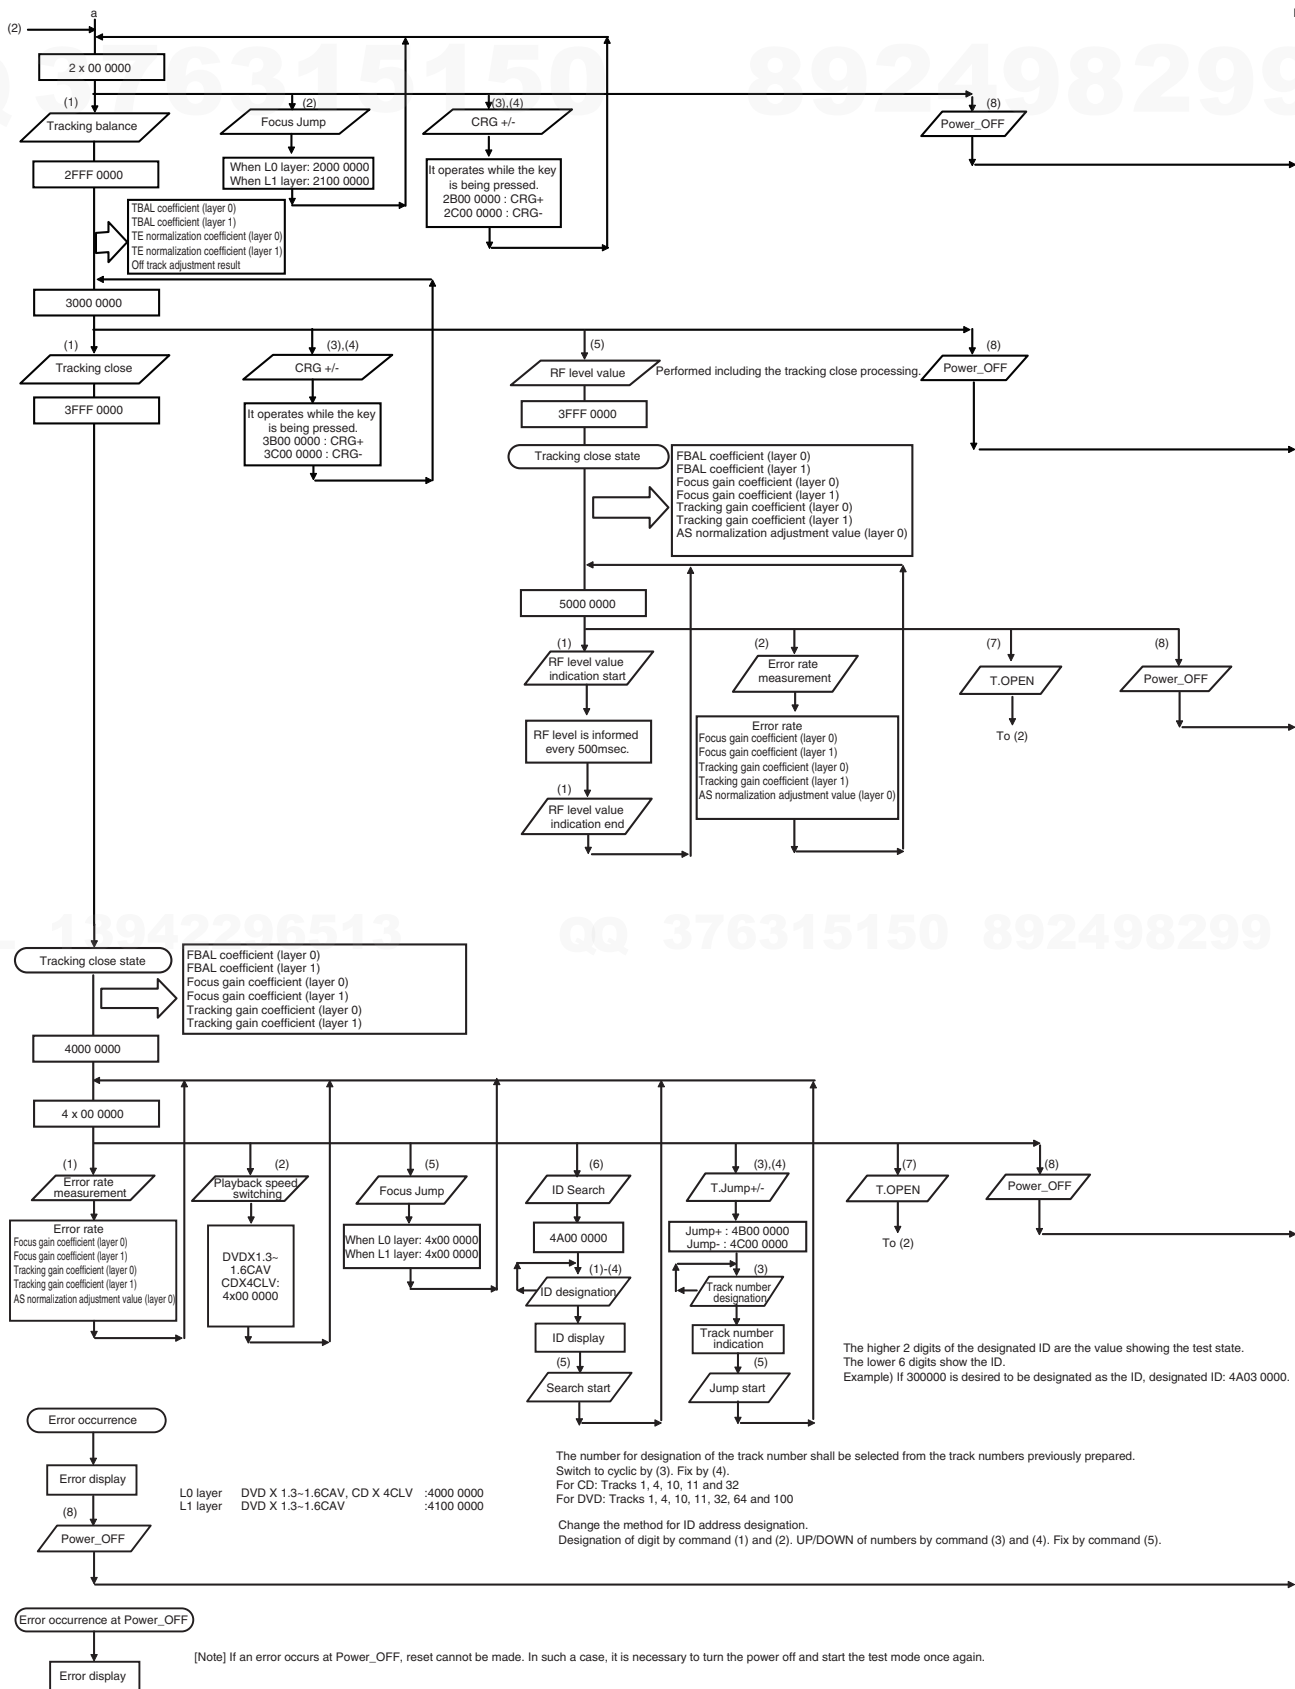 a
(2)
QQ 376315150 892498299
2 x 00 0000
(1)
(2)
(3),(4)
(8)
Tracking balance
Focus Jump
CRG +/-
Power_OFF
2FFF 0000
When L0 layer: 2000 0000
When L1 layer: 2100 0000
It operates while the key
is being pressed.
2B00 0000 : CRG+
2C00 0000 : CRG-
TBAL coefficient (layer 0)
TBAL coefficient (layer 1)
TE normalization coefficient (layer 0)
TE normalization coefficient (layer 1)
Off track adjustment result
3000 0000
(1)
(3),(4)
(5)
(8)
Tracking close
CRG +/-
RF level value
Performed including the tracking close processing.
Power_OFF
3FFF 0000
It operates while the key
is being pressed.
3B00 0000 : CRG+
3C00 0000 : CRG-
3FFF 0000
Tracking close state
FBAL coefficient (layer 0)
FBAL coefficient (layer 1)
Focus gain coefficient (layer 0)
Focus gain coefficient (layer 1)
Tracking gain coefficient (layer 0)
Tracking gain coefficient (layer 1)
AS normalization adjustment value (layer 0)
5000 0000
(1)
(2)
(7)
(8)
RF level value
indication start
Error rate
measurement
T.OPEN
Power_OFF
To (2)
RF level is informed
every 500msec.
Error rate
Focus gain coefficient (layer 0)
Focus gain coefficient (layer 1)
Tracking gain coefficient (layer 0)
Tracking gain coefficient (layer 1)
AS normalization adjustment value (layer 0)
(1)
RF level value
indication end
13942296513 QQ 376315150 892498299
Tracking close state
FBAL coefficient (layer 0)
FBAL coefficient (layer 1)
Focus gain coefficient (layer 0)
Focus gain coefficient (layer 1)
Tracking gain coefficient (layer 0)
Tracking gain coefficient (layer 1)
4000 0000
4 x 00 0000
(1)
(2)
(5)
(6)
(3),(4)
(7)
(8)
Error rate
measurement
Playback speed
switching
Focus Jump
ID Search
T.Jump+/-
T.OPEN
Power_OFF
Error rate
Focus gain coefficient (layer 0)
Focus gain coefficient (layer 1)
Tracking gain coefficient (layer 0)
Tracking gain coefficient (layer 1)
AS normalization adjustment value (layer 0)
DVDX1.3~
1.6CAV
CDX4CLV:
4x00 0000
When L0 layer: 4x00 0000
When L1 layer: 4x00 0000
4A00 0000
Jump+ : 4B00 0000
Jump- : 4C00 0000
To (2)
(1)-(4)
ID designation
(3)
Track number
designation
ID display
Track number
indication
(5)
Search start
(5)
Jump start
The higher 2 digits of the designated ID are the value showing the test state.
The lower 6 digits show the ID.
Example) If 300000 is desired to be designated as the ID, designated ID: 4A03 0000.
Error occurrence
Error display
(8)
Power_OFF
L0 layer DVD X 1.3~1.6CAV, CD X 4CLV :4000 0000
L1 layer DVD X 1.3~1.6CAV :4100 0000
The number for designation of the track number shall be selected from the track numbers previously prepared.
Switch to cyclic by (3). Fix by (4).
For CD: Tracks 1, 4, 10, 11 and 32
For DVD: Tracks 1, 4, 10, 11, 32, 64 and 100
Change the method for ID address designation.
Designation of digit by command (1) and (2). UP/DOWN of numbers by command (3) and (4). Fix by command (5).
Error occurrence at Power_OFF
Error display
[Note] If an error occurs at Power_OFF, reset cannot be made. In such a case, it is necessary to turn the power off and start the test mode once again.